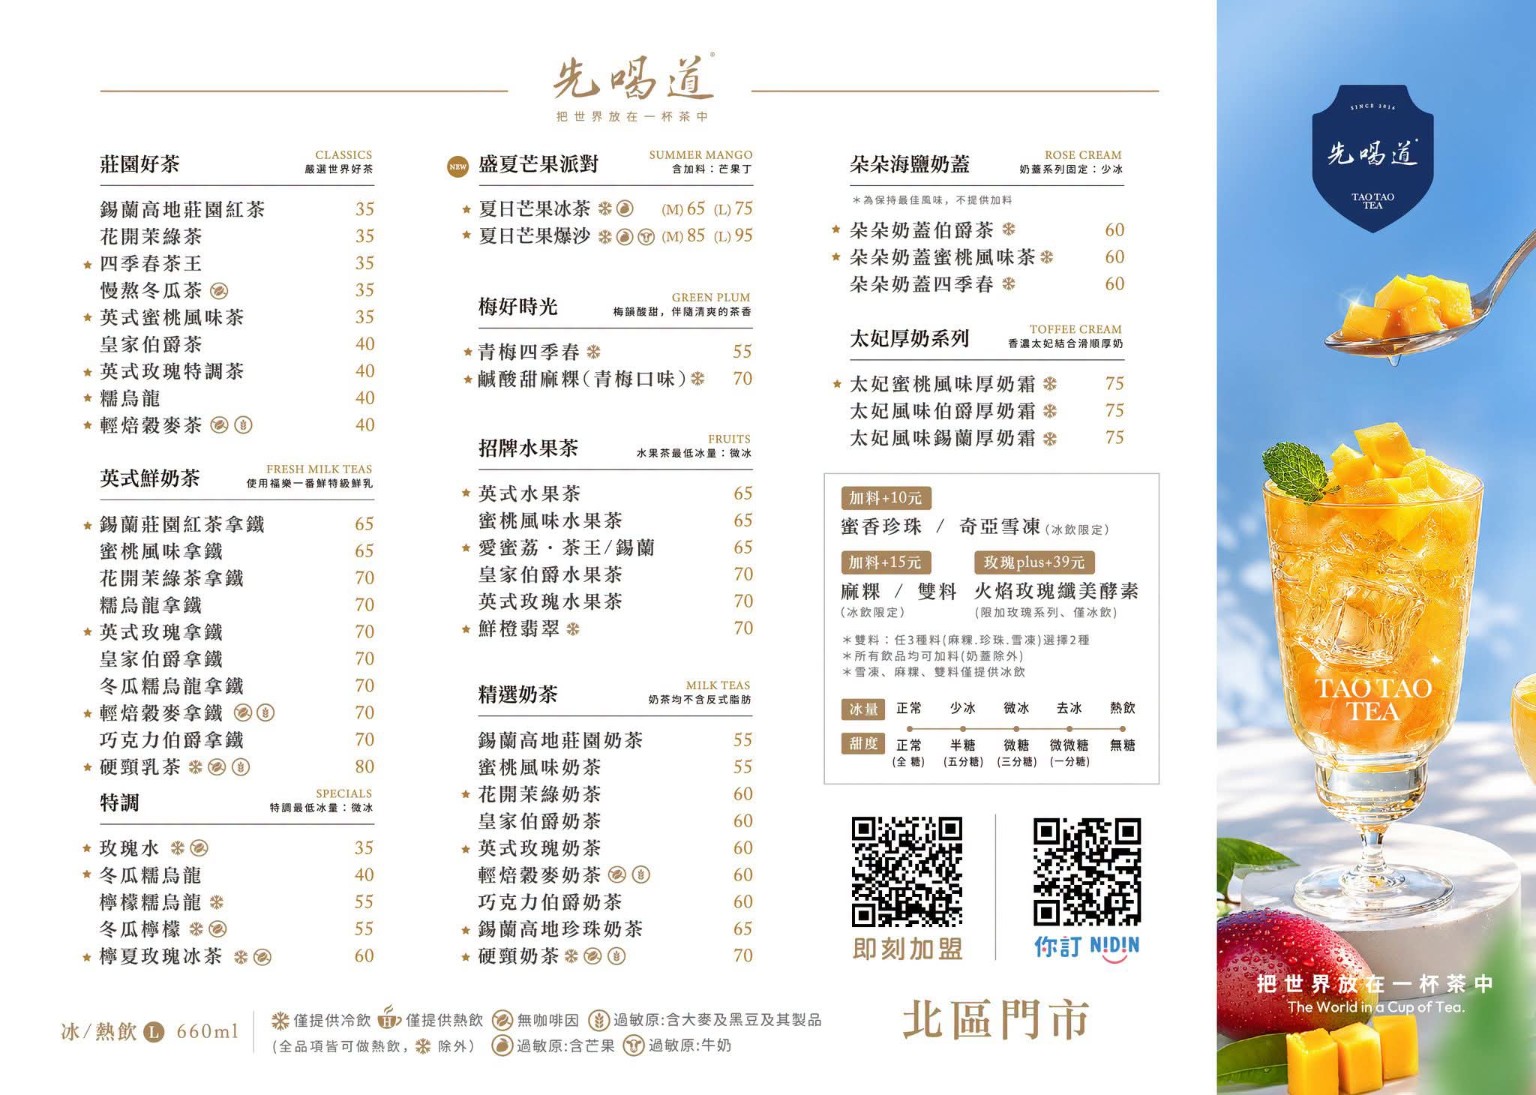 先喝道
把世界放在一杯茶中
莊園好茶 CLASSICS
嚴選世界好茶
錫蘭高地莊園紅茶 35
花開茉綠茶 35
四季春茶王 35
慢熬冬瓜茶 35
英式蜜桃風味茶 35
皇家伯爵茶 40
英式玫瑰特調茶 40
糯烏龍 40
輕焙穀麥茶 40
英式鮮奶茶 FRESH MILK TEAS
使用福樂一番鮮特級鮮乳
錫蘭莊園紅茶拿鐵 65
蜜桃風味拿鐵 65
花開茉綠茶拿鐵 70
糯烏龍拿鐵 70
英式玫瑰拿鐵 70
皇家伯爵拿鐵 70
冬瓜糯烏龍拿鐵 70
輕焙穀麥拿鐵 70
巧克力伯爵拿鐵 70
硬頸乳茶 80
特調 SPECIALS
特調最低冰量：微冰
玫瑰水 35
冬瓜糯烏龍 40
檸檬糯烏龍 55
冬瓜檸檬 55
檸夏玫瑰冰茶 60
NEW 盛夏芒果派對 SUMMER MANGO
含加料：芒果丁
夏日芒果冰茶 (M) 65 (L) 75
夏日芒果爆沙 (M) 85 (L) 95
梅好時光 GREEN PLUM
梅韻酸甜，伴隨清爽的茶香
青梅四季春 55
鹹酸甜麻粿(青梅口味) 70
招牌水果茶 FRUITS
水果茶最低冰量：微冰
英式水果茶 65
蜜桃風味水果茶 65
愛蜜荔・茶王/錫蘭 65
皇家伯爵水果茶 70
英式玫瑰水果茶 70
鮮橙翡翠 70
精選奶茶 MILK TEAS
奶茶均不含反式脂肪
錫蘭高地莊園奶茶 55
蜜桃風味奶茶 55
花開茉綠奶茶 60
皇家伯爵奶茶 60
英式玫瑰奶茶 60
輕焙穀麥奶茶 60
巧克力伯爵奶茶 60
錫蘭高地珍珠奶茶 65
硬頸奶茶 70
朵朵海鹽奶蓋 ROSE CREAM
奶蓋系列固定：少冰
＊為保持最佳風味，不提供加料
朵朵奶蓋伯爵茶 60
朵朵奶蓋蜜桃風味茶 60
朵朵奶蓋四季春 60
太妃厚奶系列 TOFFEE CREAM
香濃太妃結合滑順厚奶
太妃蜜桃風味厚奶霜 75
太妃風味伯爵厚奶霜 75
太妃風味錫蘭厚奶霜 75
加料+10元
蜜香珍珠 / 奇亞雪凍(冰飲限定)
加料+15元 玫瑰plus+39元
麻粿 / 雙料 火焰玫瑰纖美酵素
(冰飲限定) (限加玫瑰系列、僅冰飲)
＊雙料：任3種料(麻粿.珍珠.雪凍)選擇2種
＊所有飲品均可加料(奶蓋除外)
＊雪凍、麻粿、雙料僅提供冰飲
冰量 正常 少冰 微冰 去冰 熱飲
甜度 正常 半糖 微糖 微微糖 無糖
(全糖) (五分糖) (三分糖) (一分糖)
即刻加盟 你訂 NIDIN
北區門市
冰/熱飲 L 660ml
僅提供冷飲 H 僅提供熱飲 無咖啡因 過敏原:含大麥及黑豆及其製品
(全品項皆可做熱飲，除外) 過敏原:含芒果 過敏原:牛奶
SINCE 2014
先喝道
TAO TAO
TEA
TAO TAO
TEA
把世界放在一杯茶中
The World in a Cup of Tea.